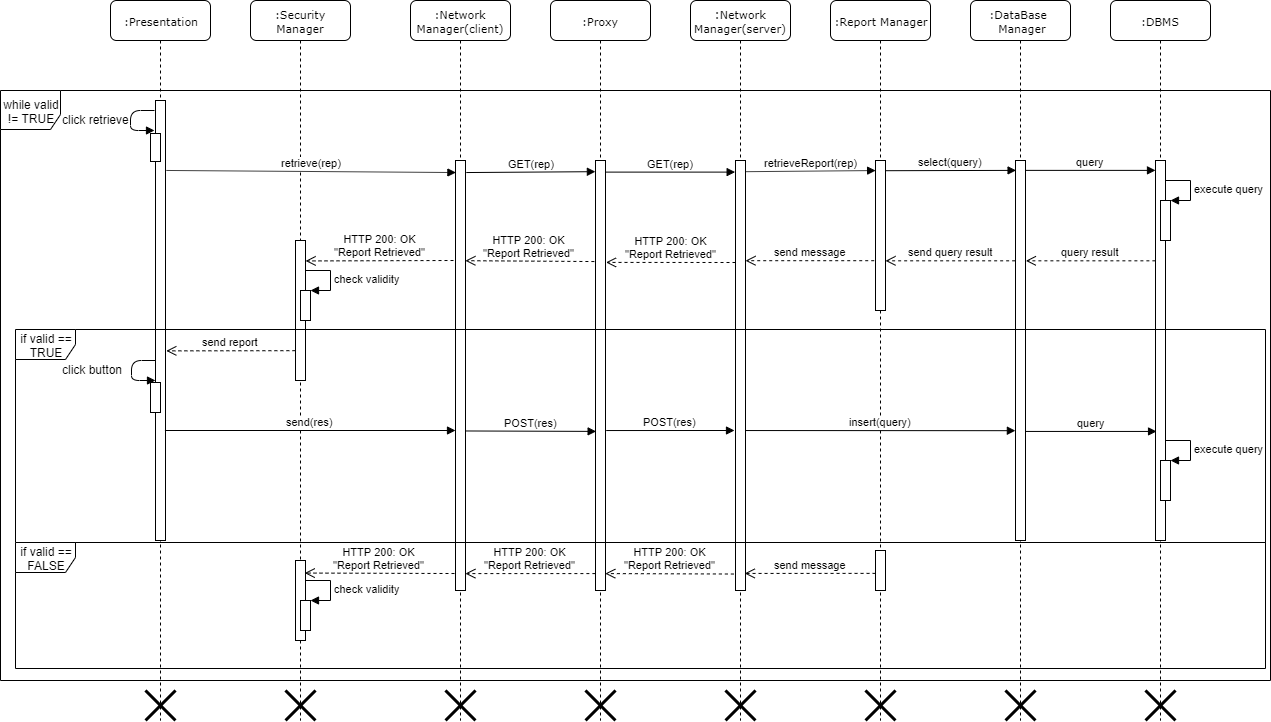 :Presentation
:Security
Manager
:Network
Manager(client)
:Proxy
:Network
Manager(server)
:Report Manager
:DataBase
Manager
:DBMS
while valid
!= TRUE
click retrieve
retrieve(rep)
GET(rep)
GET(rep)
retrieveReport(rep)
select(query)
query
execute query
HTTP 200: OK
"Report Retrieved"
HTTP 200: OK
"Report Retrieved"
HTTP 200: OK
"Report Retrieved"
send message
send query result
query result
check validity
if valid ==
TRUE
send report
click button
send(res)
POST(res)
POST(res)
insert(query)
query
execute query
if valid ==
FALSE
HTTP 200: OK
"Report Retrieved"
HTTP 200: OK
"Report Retrieved"
HTTP 200: OK
"Report Retrieved"
send message
check validity